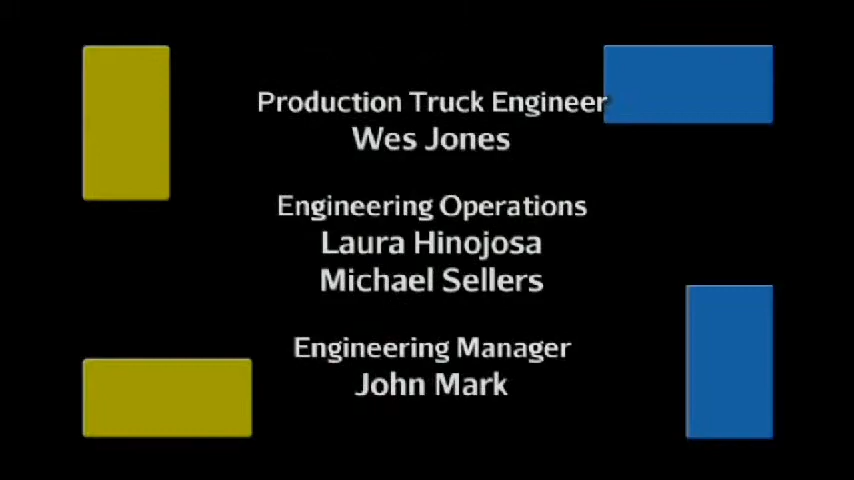 Production Truck Engineer
Wes Jones
Engineering Operations
Laura Hinojosa
Michael Sellers
Engineering Manager
John Mark